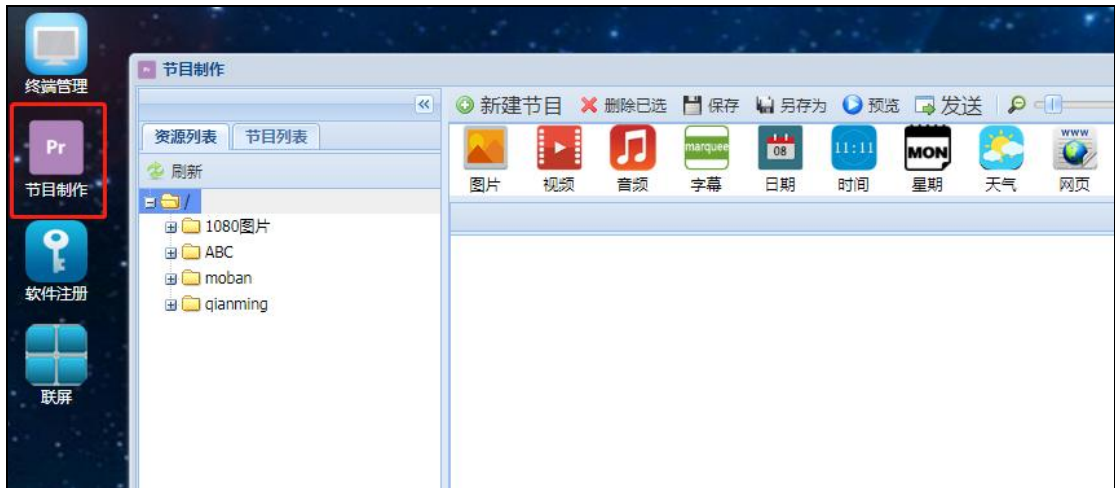 终端管理
Pr
节目制作
软件注册
联屏
节目制作
资源列表 节目列表
刷新
/
1080图片
ABC
moban
qianming
新建节目 删除已选 保存 另存为 预览 发送
marquee 08 11:11 MON www
图片 视频 音频 字幕 日期 时间 星期 天气 网页